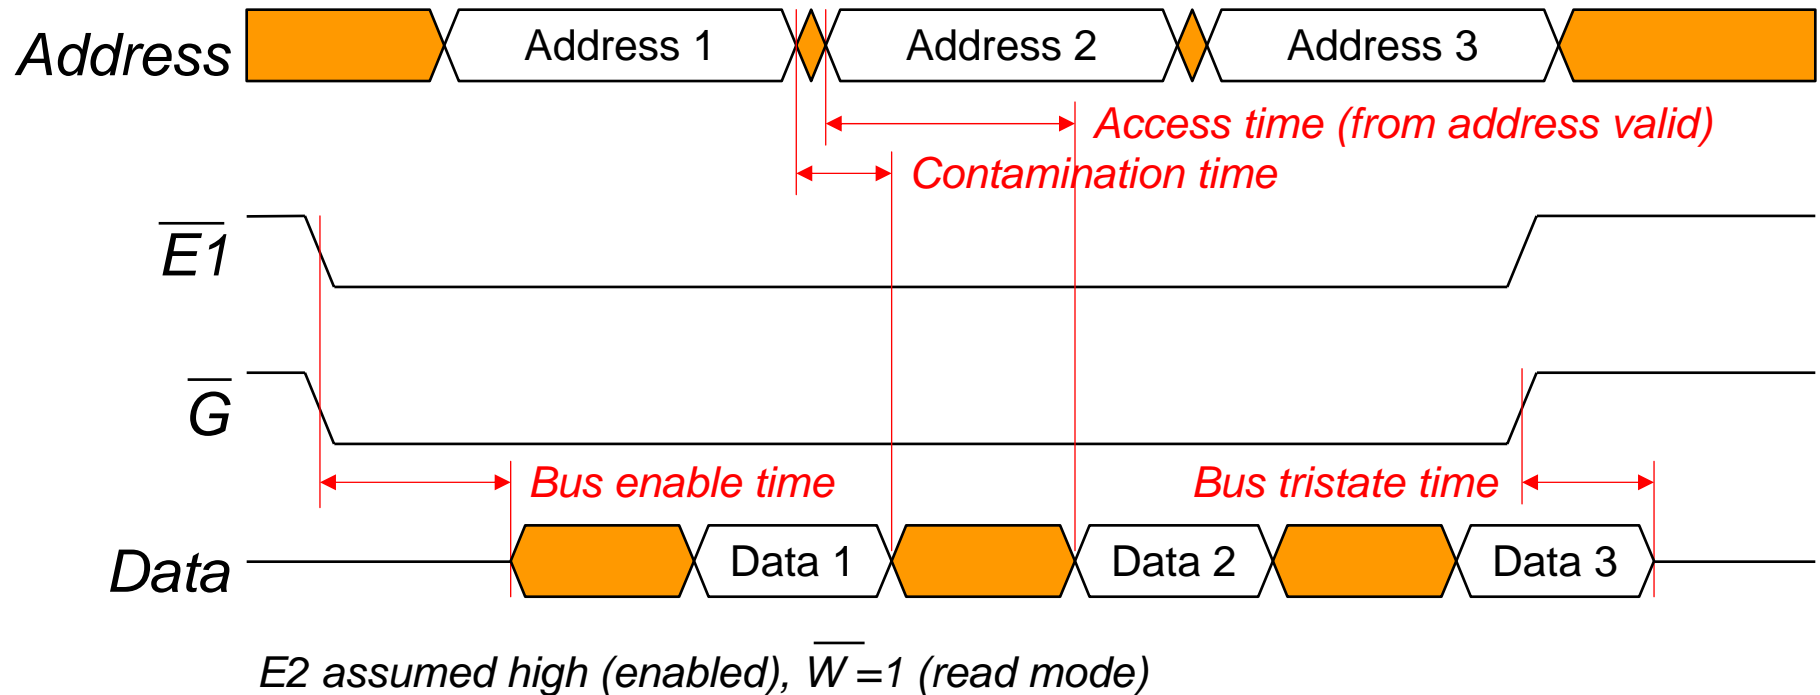 Address
Address 1
Address 2
Address 3
Access time (from address valid)
Contamination time
E1
G
Bus enable time
Bus tristate time
Data
Data 1
Data 2
Data 3
E2 assumed high (enabled), W̅=1 (read mode)